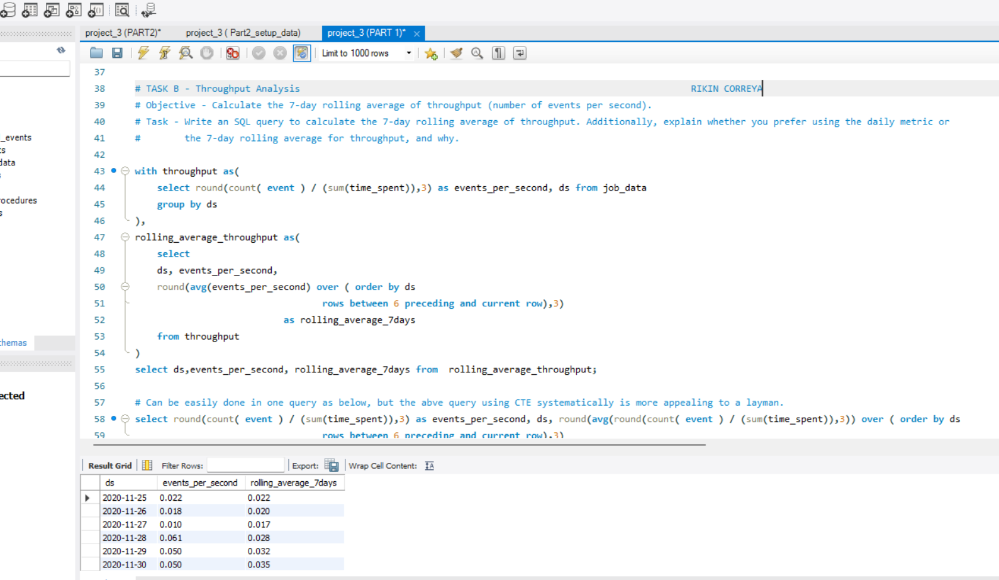 project_3 (PART2)*
project_3 ( Part2_setup_data)
project_3 (PART 1)*
Limit to 1000 rows
37
38 # TASK B - Throughput Analysis RIKIN CORREYA
39 # Objective - Calculate the 7-day rolling average of throughput (number of events per second).
40 # Task - Write an SQL query to calculate the 7-day rolling average of throughput. Additionally, explain whether you prefer using the daily metric or
41 # the 7-day rolling average for throughput, and why.
42
43 with throughput as(
44 select round(count( event ) / (sum(time_spent)),3) as events_per_second, ds from job_data
45 group by ds
46 ),
47 rolling_average_throughput as(
48 select
49 ds, events_per_second,
50 round(avg(events_per_second) over ( order by ds
51 rows between 6 preceding and current row),3)
52 as rolling_average_7days
53 from throughput
54 )
55 select ds,events_per_second, rolling_average_7days from rolling_average_throughput;
56
57 # Can be easily done in one query as below, but the abve query using CTE systematically is more appealing to a layman.
58 select round(count( event ) / (sum(time_spent)),3) as events_per_second, ds, round(avg(round(count( event ) / (sum(time_spent)),3)) over ( order by ds
59 rows between 6 preceding and current row),3)
_events
ts
data
rocedures
s
hemas
ected
Result Grid Filter Rows: Export: Wrap Cell Content:
ds events_per_second rolling_average_7days
2020-11-25 0.022 0.022
2020-11-26 0.018 0.020
2020-11-27 0.010 0.017
2020-11-28 0.061 0.028
2020-11-29 0.050 0.032
2020-11-30 0.050 0.035